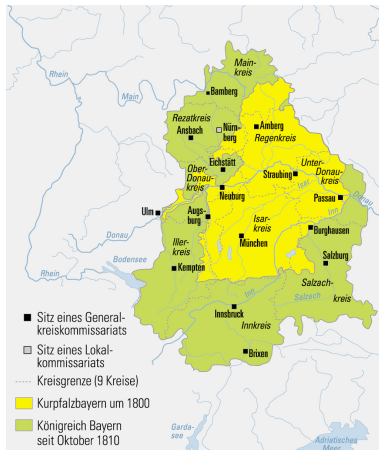 Main-
kreis
Rhein
Main
Bamberg
Rezatkreis
Ansbach
Nürn-
berg
Amberg
Regenkreis
Eichstätt
Ober-
Donau-
kreis
Unter-
Donau-
kreis
Straubing
Isar
Passau
Donau
Neuburg
Ulm
Augs-
burg
Isar-
kreis
Inn
Burghausen
München
Donau
Iller-
kreis
Bodensee
Kempten
Salzburg
Rhein
Salzach-
kreis
Inn
Salzach
Innsbruck
Innkreis
Brixen
Garda-
see
Adriatisches
Meer
Sitz eines General-
kreiskommissariats
Sitz eines Lokal-
kommissariats
Kreisgrenze (9 Kreise)
Kurpfalzbayern um 1800
Königreich Bayern
seit Oktober 1810